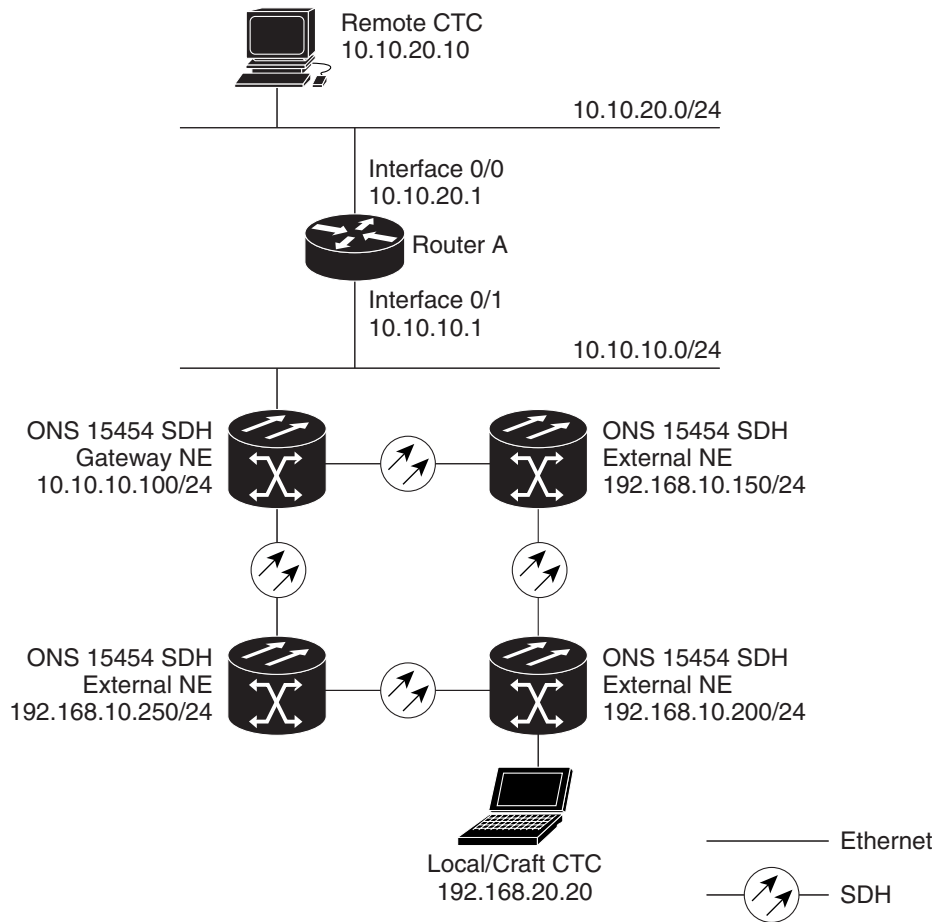 Remote CTC
10.10.20.10
10.10.20.0/24
Interface 0/0
10.10.20.1
Router A
Interface 0/1
10.10.10.1
10.10.10.0/24
ONS 15454 SDH
Gateway NE
10.10.10.100/24
ONS 15454 SDH
External NE
192.168.10.150/24
ONS 15454 SDH
External NE
192.168.10.250/24
ONS 15454 SDH
External NE
192.168.10.200/24
Local/Craft CTC
192.168.20.20
Ethernet
SDH